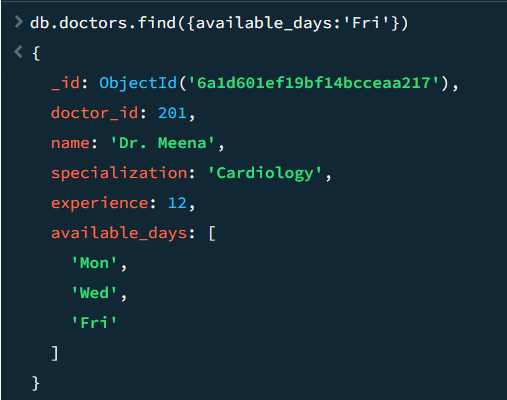 > db.doctors.find({available_days:'Fri'})
< {
_id: ObjectId('6a1d601ef19bf14bcceaa217'),
doctor_id: 201,
name: 'Dr. Meena',
specialization: 'Cardiology',
experience: 12,
available_days: [
'Mon',
'Wed',
'Fri'
]
}